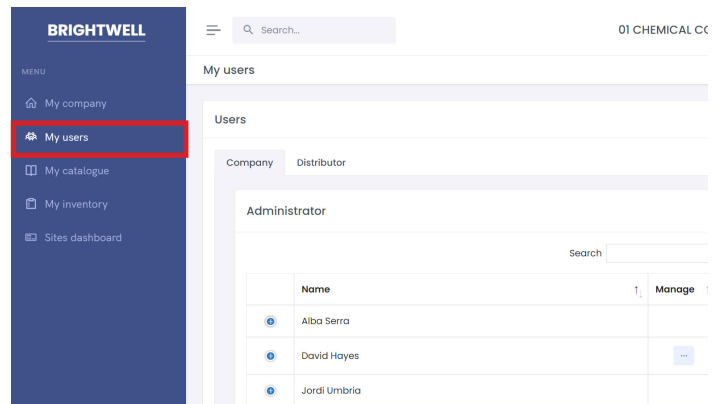 BRIGHTWELL
Search...
01 CHEMICAL CO
MENU
My users
My company
My users
My catalogue
My inventory
Sites dashboard
Users
Company Distributor
Administrator
Search
Name Manage
Alba Serra
David Hayes
Jordi Umbria